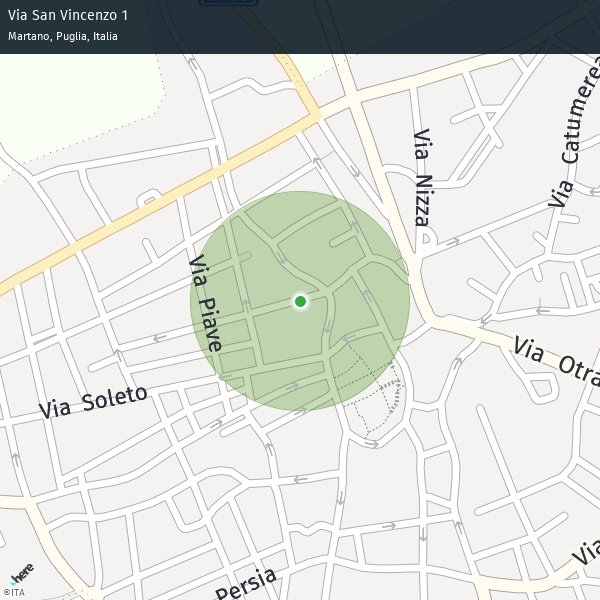 Via San Vincenzo 1
Martano, Puglia, Italia
Via Catumerea
Via Nizza
Via Piave
Via Otra
Via Soleto
Via
Persia
here
©ITA